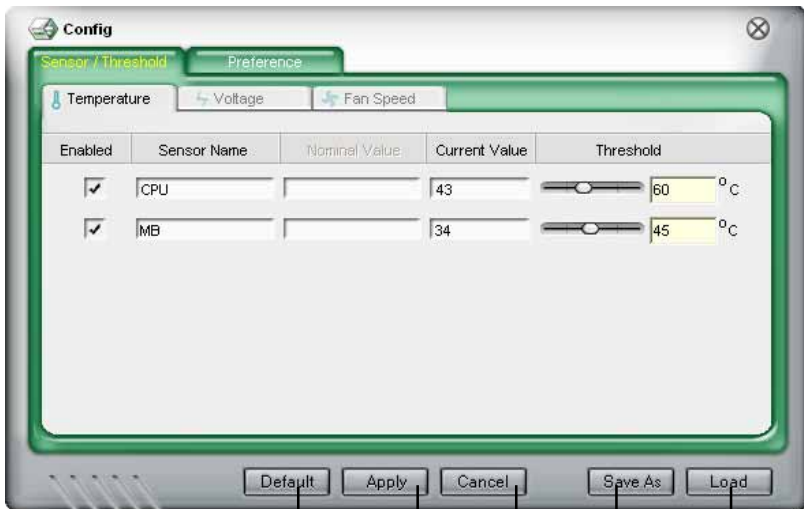 Config
Sensor / Threshold Preference
Temperature Voltage Fan Speed
Enabled Sensor Name Nominal Value Current Value Threshold
CPU 43 60 °C
MB 34 45 °C
Default Apply Cancel Save As Load